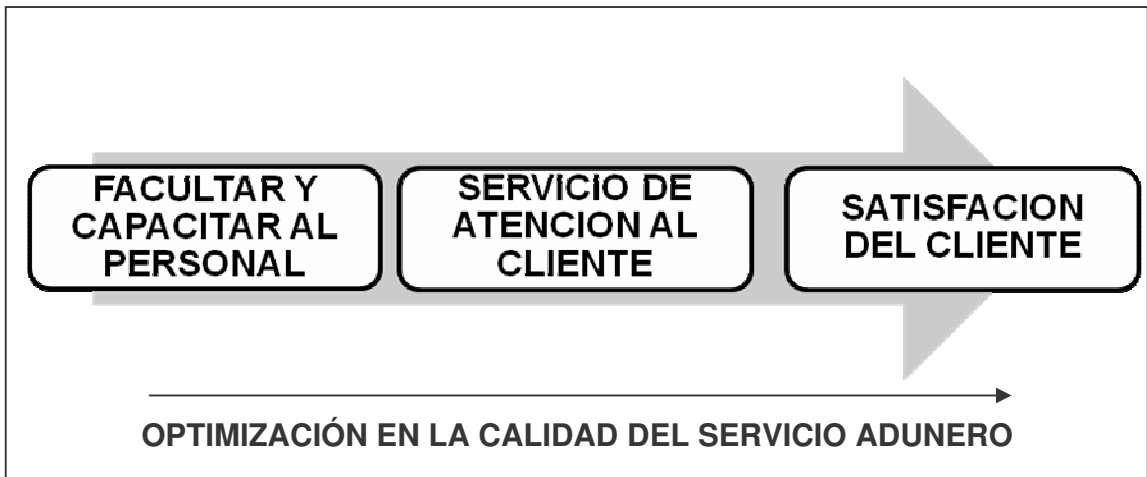 FACULTAR Y
CAPACITAR AL
PERSONAL
SERVICIO DE
ATENCION AL
CLIENTE
SATISFACION
DEL CLIENTE
OPTIMIZACIÓN EN LA CALIDAD DEL SERVICIO ADUNERO